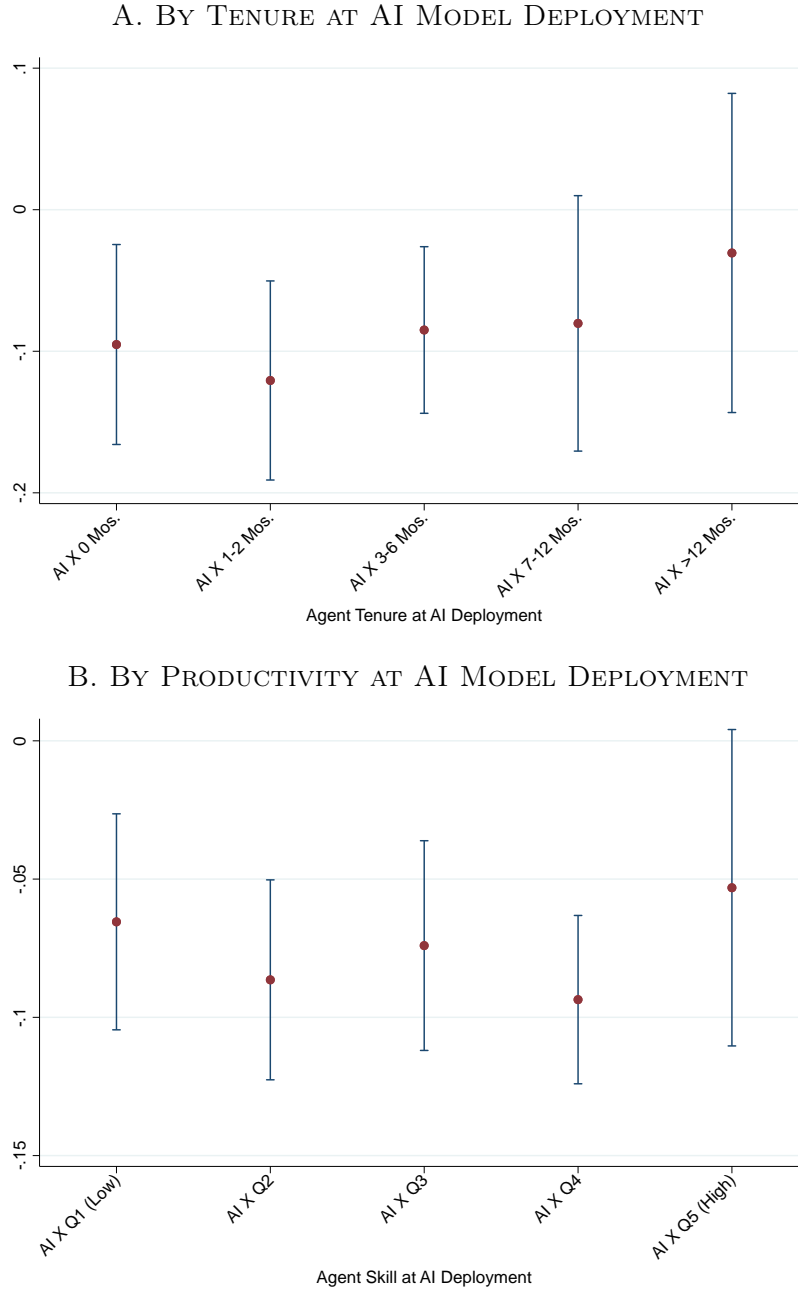 A. By Tenure at AI Model Deployment
.1
0
-.1
-.2
AI X 0 Mos.
AI X 1-2 Mos.
AI X 3-6 Mos.
AI X 7-12 Mos.
AI X >12 Mos.
Agent Tenure at AI Deployment
B. By Productivity at AI Model Deployment
0
-.05
-.1
-.15
AI X Q1 (Low)
AI X Q2
AI X Q3
AI X Q4
AI X Q5 (High)
Agent Skill at AI Deployment